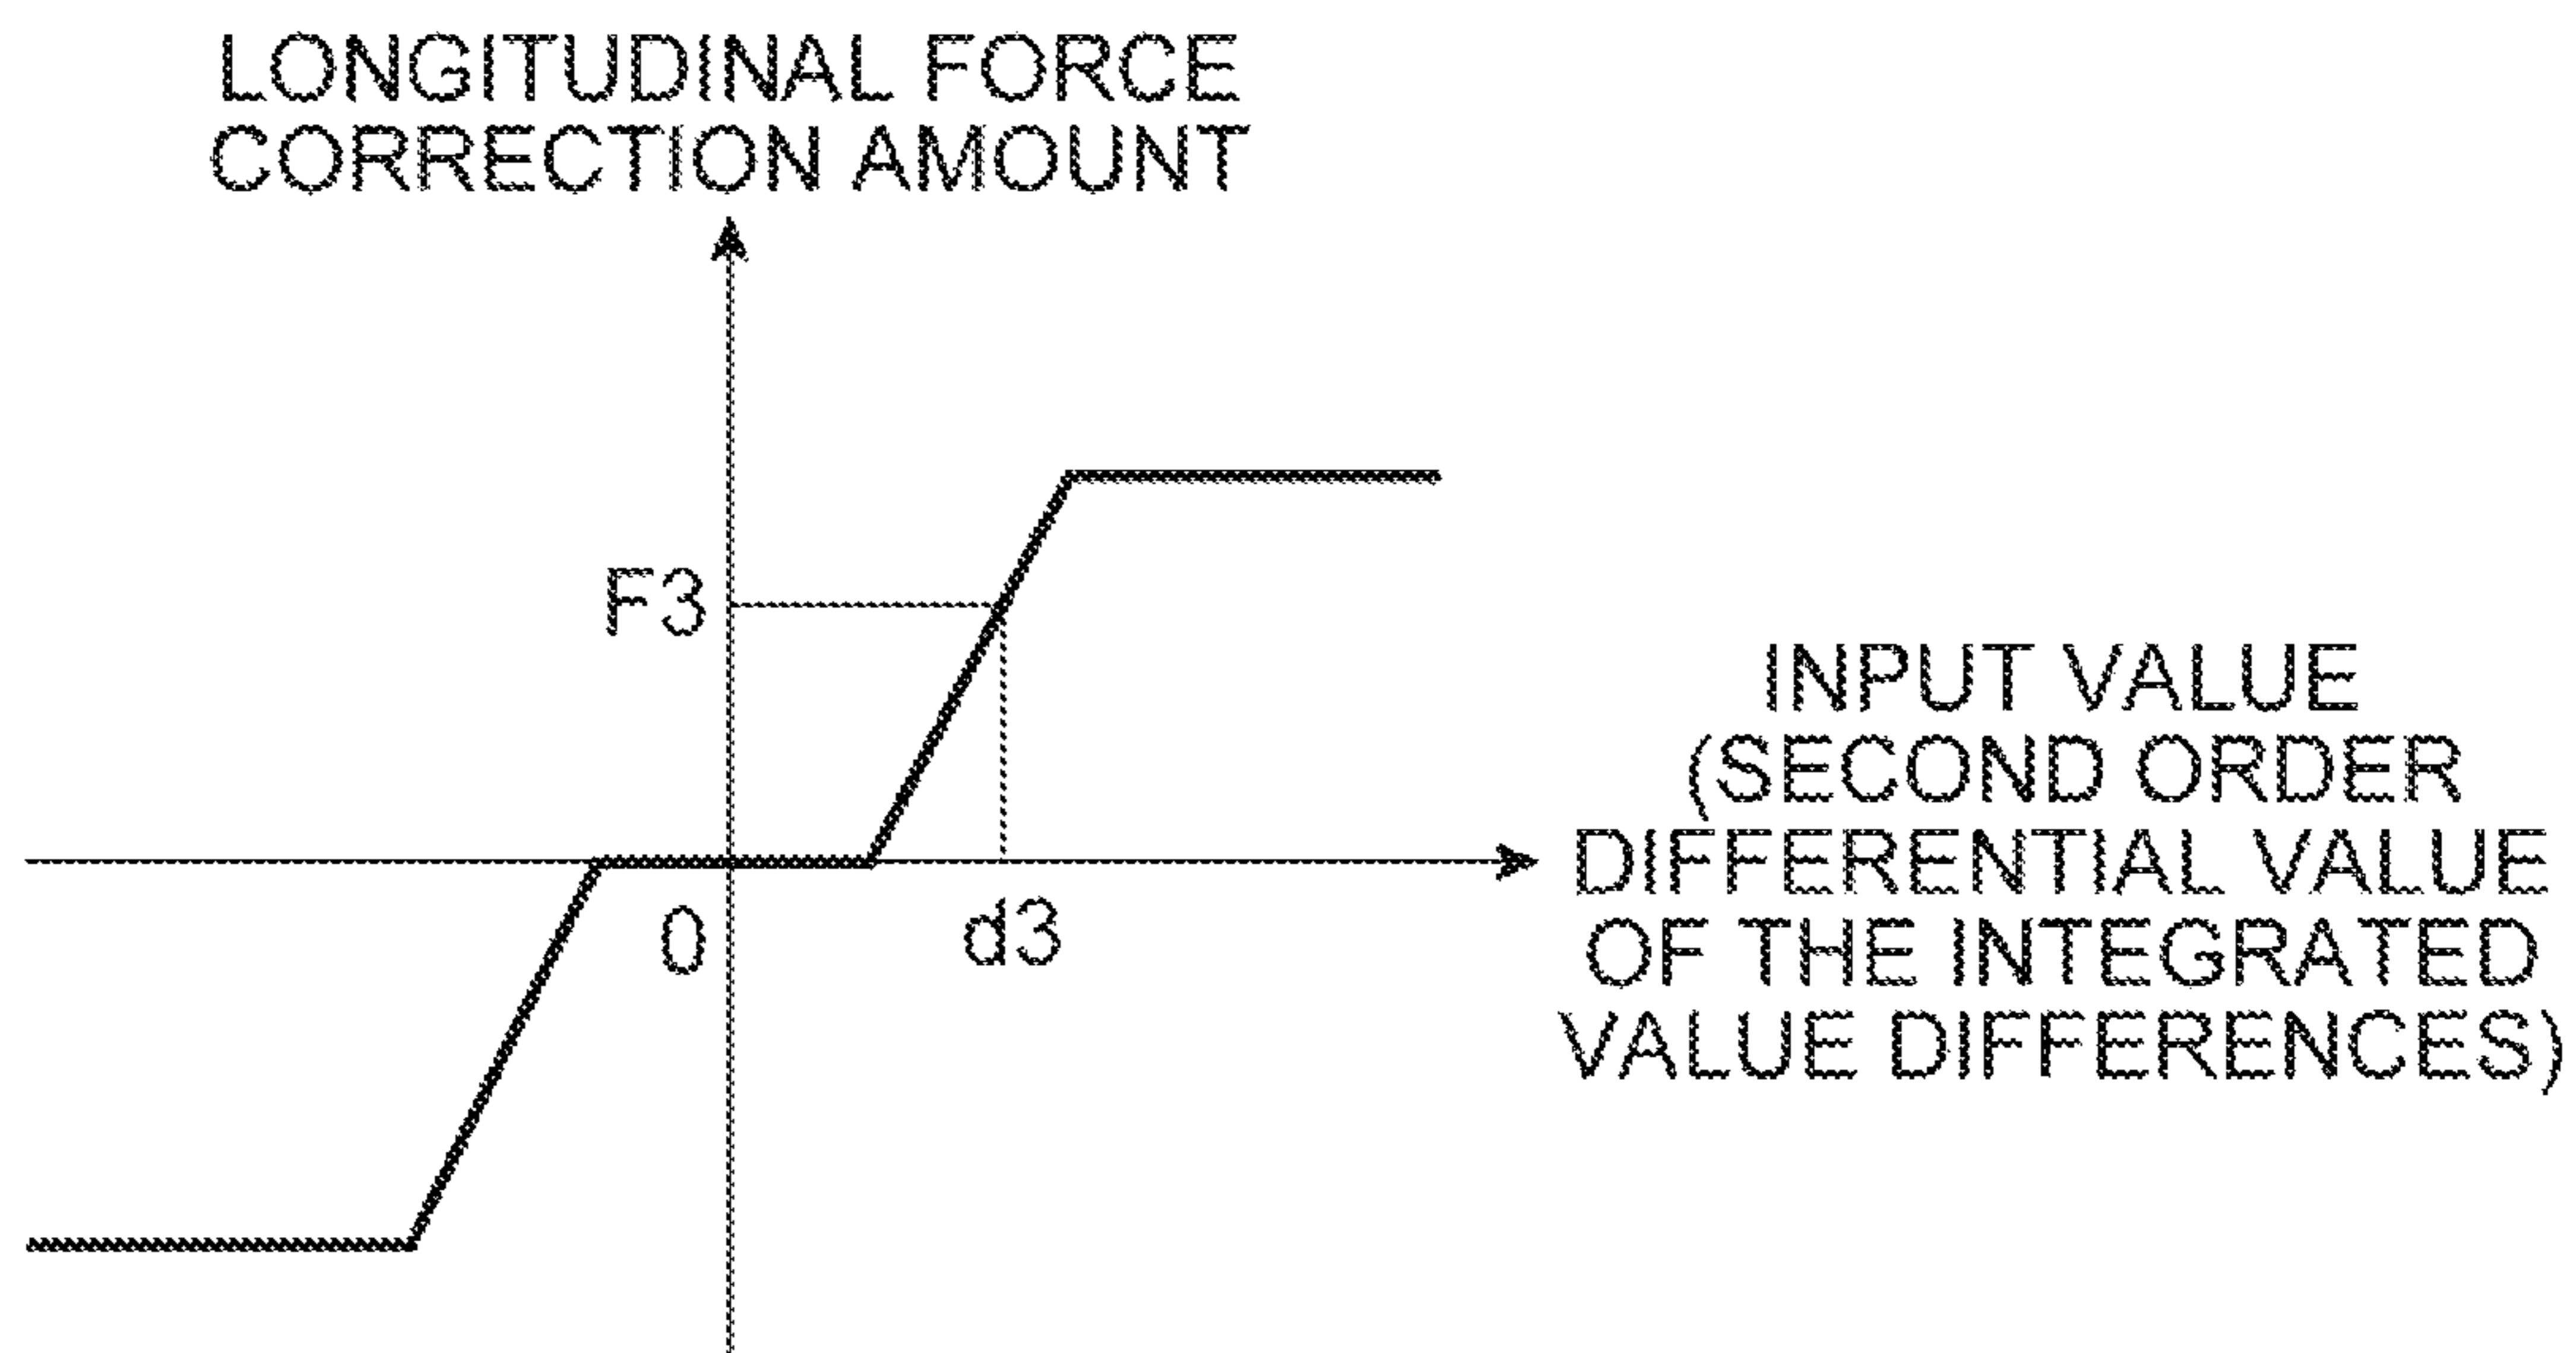 LONGITUDINAL FORCE
CORRECTION AMOUNT
F3
0
d3
INPUT VALUE
(SECOND ORDER
DIFFERENTIAL VALUE
OF THE INTEGRATED
VALUE DIFFERENCES)